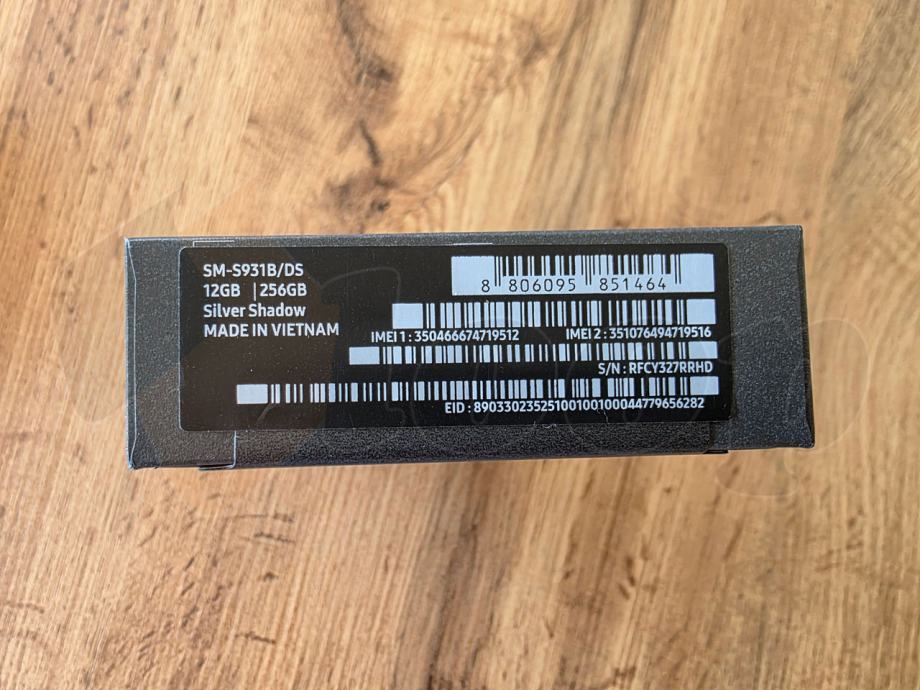 SM-S931B/DS
12GB | 256GB
Silver Shadow
MADE IN VIETNAM
8 806095 851464
IMEI 1 : 350466674719512 IMEI 2 : 351076494719516
S/N : RFCY327RRHD
EID : 89033023525100100100044779656282